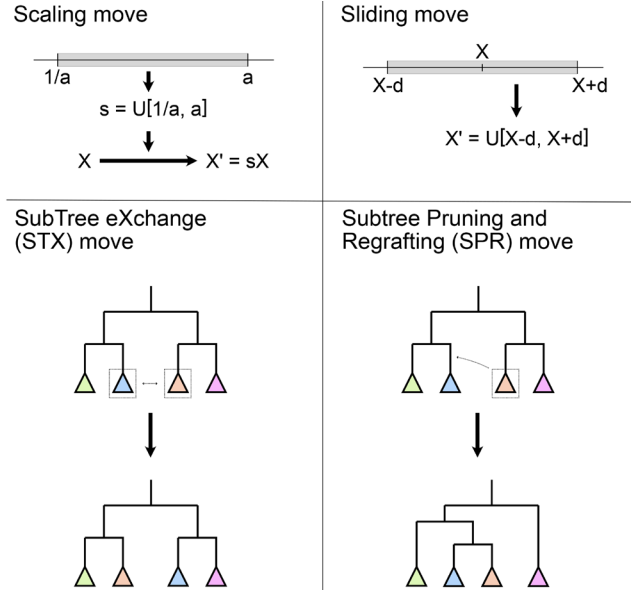 Scaling move
1/a
a
s = U[1/a, a]
X
X' = sX
Sliding move
X
X-d
X+d
X' = U[X-d, X+d]
SubTree eXchange
(STX) move
Subtree Pruning and
Regrafting (SPR) move